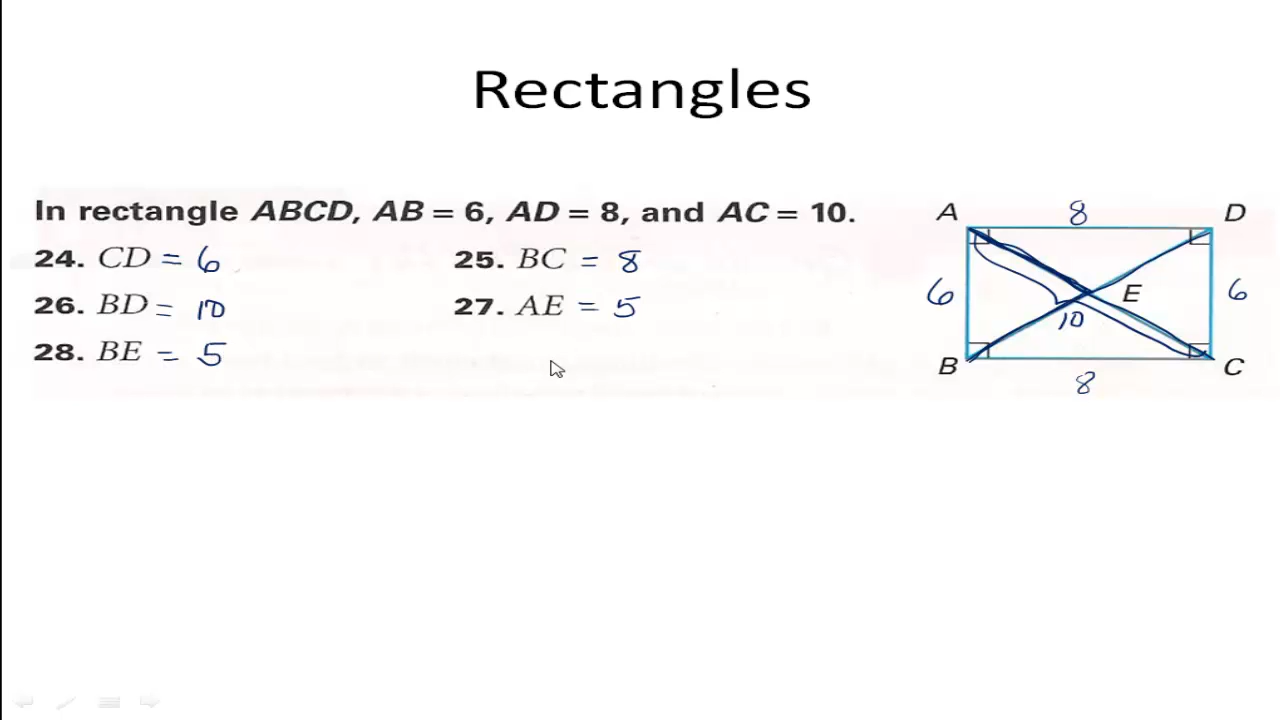 Rectangles
In rectangle ABCD, AB = 6, AD = 8, and AC = 10.
24. CD = 6
25. BC = 8
26. BD = 10
27. AE = 5
28. BE = 5
A 8 D
6 E 6
10
B C
8